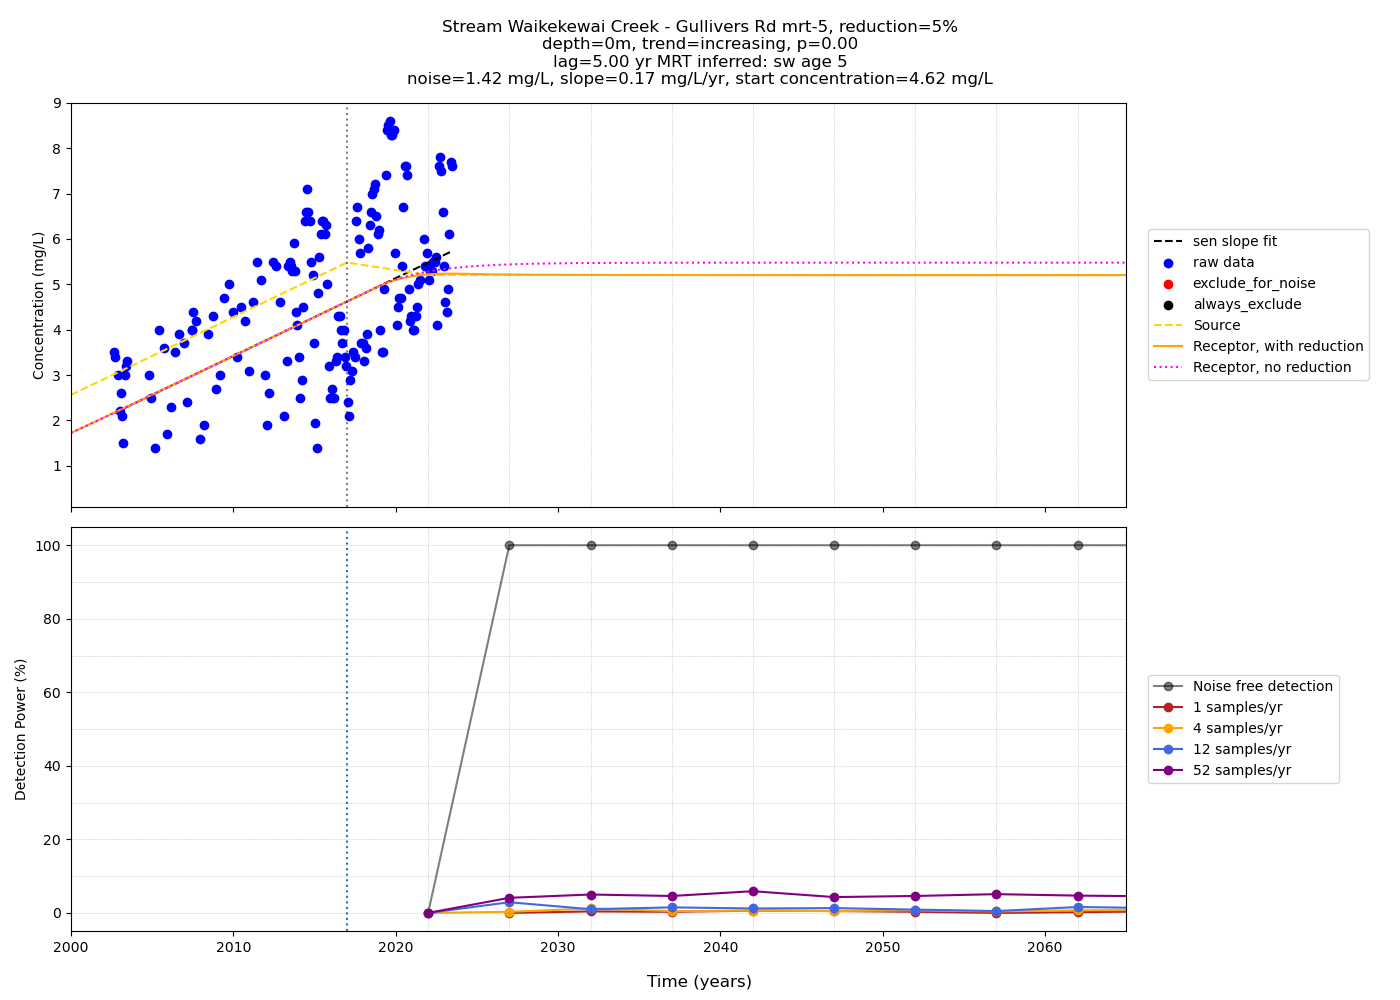 Stream Waikekewai Creek - Gullivers Rd mrt-5, reduction=5%
depth=0m, trend=increasing, p=0.00
lag=5.00 yr MRT inferred: sw age 5
noise=1.42 mg/L, slope=0.17 mg/L/yr, start concentration=4.62 mg/L
9
8
7
6
5
4
3
2
1
Concentration (mg/L)
sen slope fit
raw data
exclude_for_noise
always_exclude
Source
Receptor, with reduction
Receptor, no reduction
100
80
60
40
20
0
Detection Power (%)
Noise free detection
1 samples/yr
4 samples/yr
12 samples/yr
52 samples/yr
2000 2010 2020 2030 2040 2050 2060
Time (years)